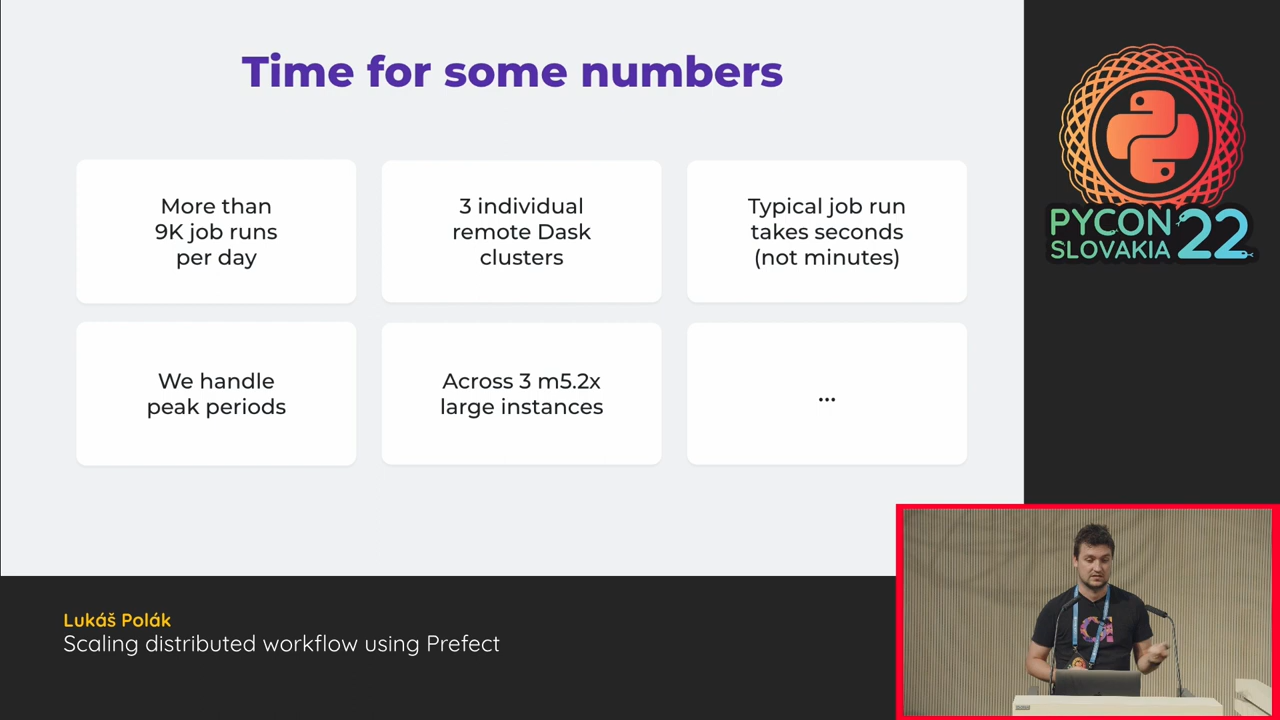 Time for some numbers
More than
9K job runs
per day
3 individual
remote Dask
clusters
Typical job run
takes seconds
(not minutes)
We handle
peak periods
Across 3 m5.2x
large instances
...
PYCON
SLOVAKIA
22
Lukáš Polák
Scaling distributed workflow using Prefect